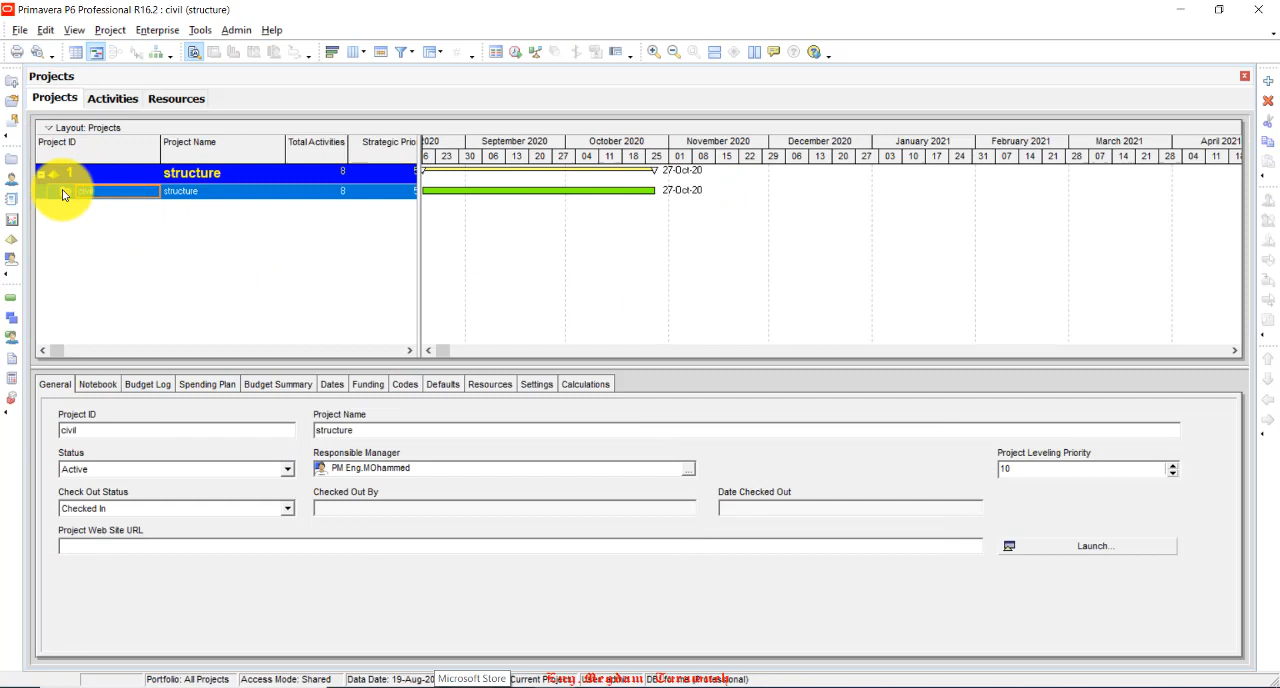 Primavera P6 Professional R16.2 : civil (structure)
File Edit View Project Enterprise Tools Admin Help
Projects
Projects Activities Resources
Layout: Projects
Project ID Project Name Total Activities Strategic Prio
2020 September 2020 October 2020 November 2020 December 2020 January 2021 February 2021 March 2021 April 2021
6 23 30 06 13 20 27 04 11 18 25 01 08 15 22 29 06 13 20 27 03 10 17 24 31 07 14 21 28 07 14 21 28 04 11 18
1 structure 8 5 27-Oct-20
civil structure 8 5 27-Oct-20
General Notebook Budget Log Spending Plan Budget Summary Dates Funding Codes Defaults Resources Settings Calculations
Project ID Project Name
civil structure
Status Responsible Manager Project Leveling Priority
Active PM Eng.MOhammed ... 10
Check Out Status Checked Out By Date Checked Out
Checked In
Project Web Site URL
Launch...
Portfolio: All Projects Access Mode: Shared Data Date: 19-Aug-20 Microsoft Store Current Project